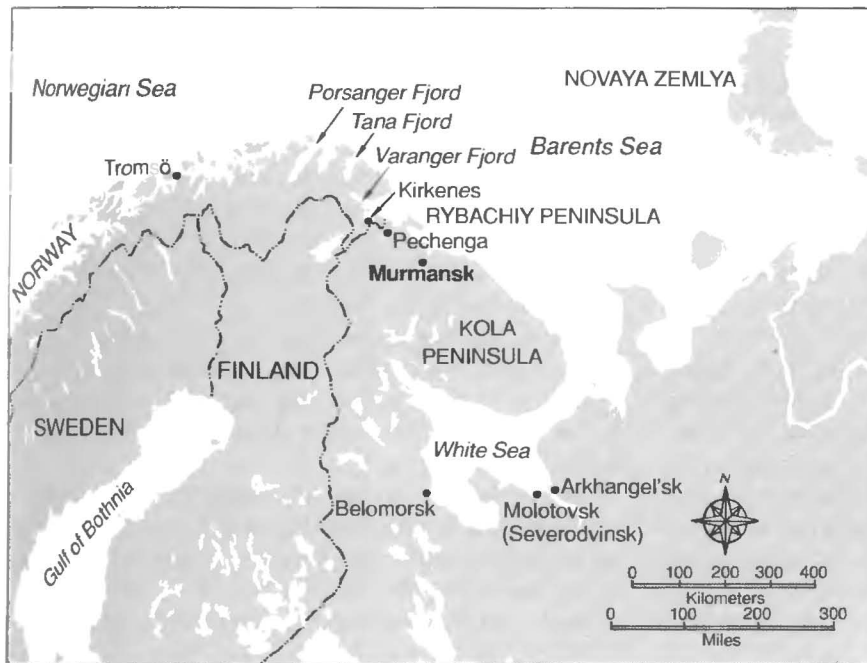 NOVAYA ZEMLYA
Norwegian Sea
Porsanger Fjord
Tana Fjord
Barents Sea
Varanger Fjord
Tromsö
Kirkenes
RYBACHIY PENINSULA
NORWAY
Pechenga
Murmansk
KOLA
PENINSULA
FINLAND
SWEDEN
White Sea
Gulf of Bothnia
Belomorsk
Arkhangel'sk
Molotovsk
(Severodvinsk)
N
0 100 200 300 400
Kilometers
0 100 200 300
Miles